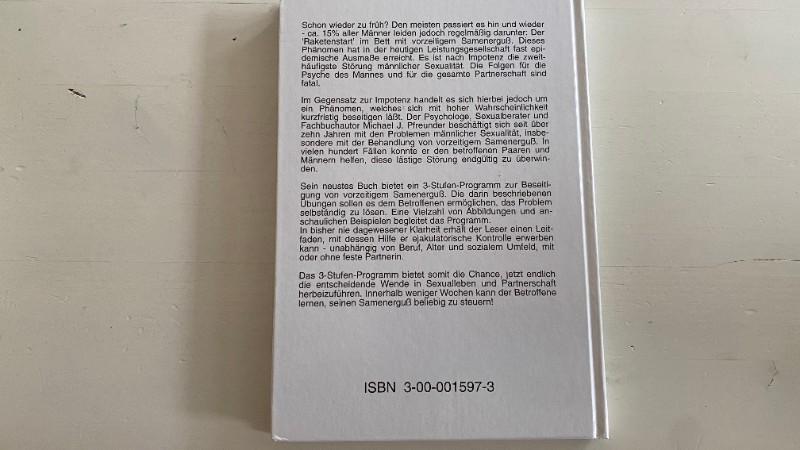 Schon wieder zu früh? Den meisten passiert es hin und wieder
- ca. 15% aller Männer leiden jedoch regelmäßig darunter: Der
'Raketenstart' im Bett mit vorzeitigem Samenerguß. Dieses
Phänomen hat in der heutigen Leistungsgesellschaft fast epi-
demische Ausmaße erreicht. Es ist nach Impotenz die zweit-
häufigste Störung männlicher Sexualität. Die Folgen für die
Psyche des Mannes und für die gesamte Partnerschaft sind
fatal.
Im Gegensatz zur Impotenz handelt es sich hierbei jedoch um
ein Phänomen, welches sich mit hoher Wahrscheinlichkeit
kurzfristig beseitigen läßt. Der Psychologe, Sexualberater und
Fachbuchautor Michael J. Pfreunder beschäftigt sich seit über
zehn Jahren mit den Problemen männlicher Sexualität, insbe-
sondere mit der Behandlung von vorzeitigem Samenerguß. In
vielen hundert Fällen konnte er den betroffenen Paaren und
Männern helfen, diese lästige Störung endgültig zu überwin-
den.
Sein neustes Buch bietet ein 3-Stufen-Programm zur Beseiti-
gung von vorzeitigem Samenerguß. Die darin beschriebenen
Übungen sollen es dem Betroffenen ermöglichen, das Problem
selbständig zu lösen. Eine Vielzahl von Abbildungen und an-
schaulichen Beispielen begleitet das Programm.
In bisher nie dagewesener Klarheit erhält der Leser einen Leit-
faden, mit dessen Hilfe er ejakulatorische Kontrolle erwerben
kann - unabhängig von Beruf, Alter und sozialem Umfeld, mit
oder ohne feste Partnerin.
Das 3-Stufen-Programm bietet somit die Chance, jetzt endlich
die entscheidende Wende in Sexualleben und Partnerschaft
herbeizuführen. Innerhalb weniger Wochen kann der Betroffene
lernen, seinen Samenerguß beliebig zu steuern!
ISBN 3-00-001597-3